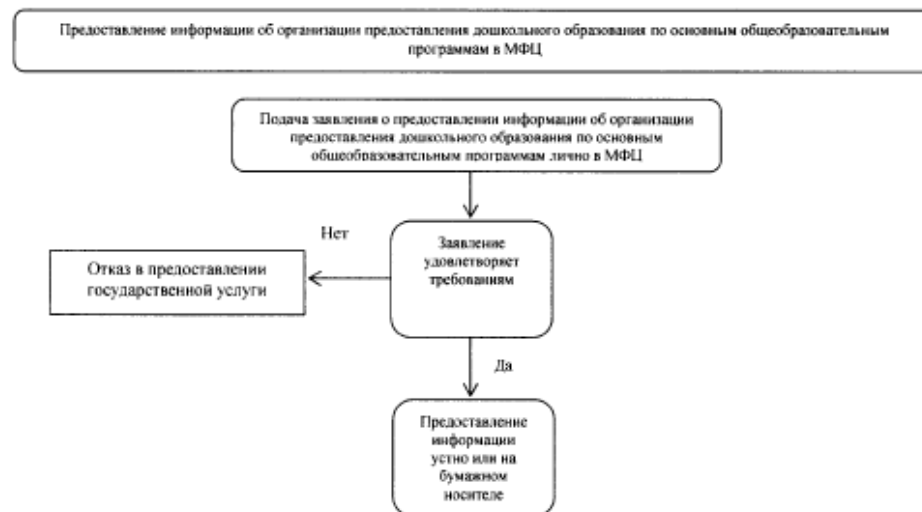 Предоставление информации об организации предоставления дошкольного образования по основным общеобразовательным
программам в МФЦ
Подача заявления о предоставлении информации об организации
предоставления дошкольного образования по основным
общеобразовательным программам лично в МФЦ
Нет
Заявление
удовлетворяет
требованиям
Отказ в предоставлении
государственной услуги
Да
Предоставление
информации
устно или на
бумажном
носителе